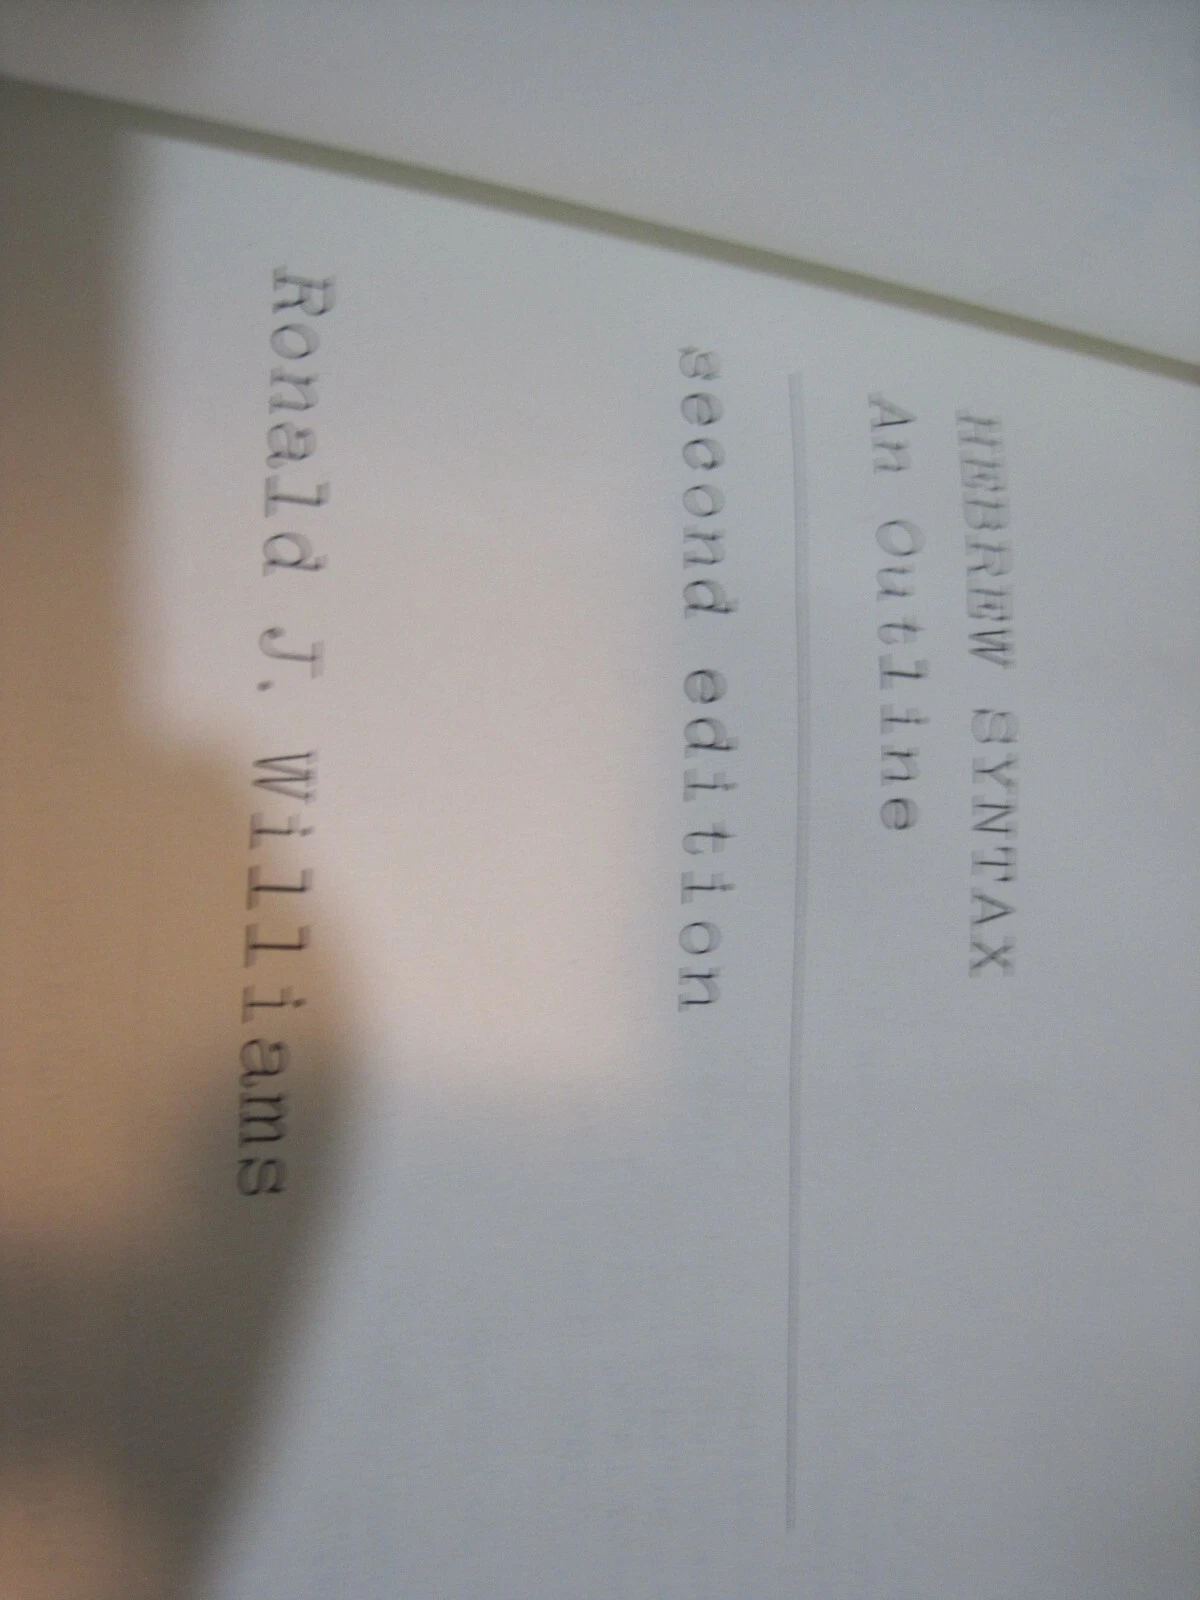 HEBREW SYNTAX
An Outline
second edition
Ronald J. Williams